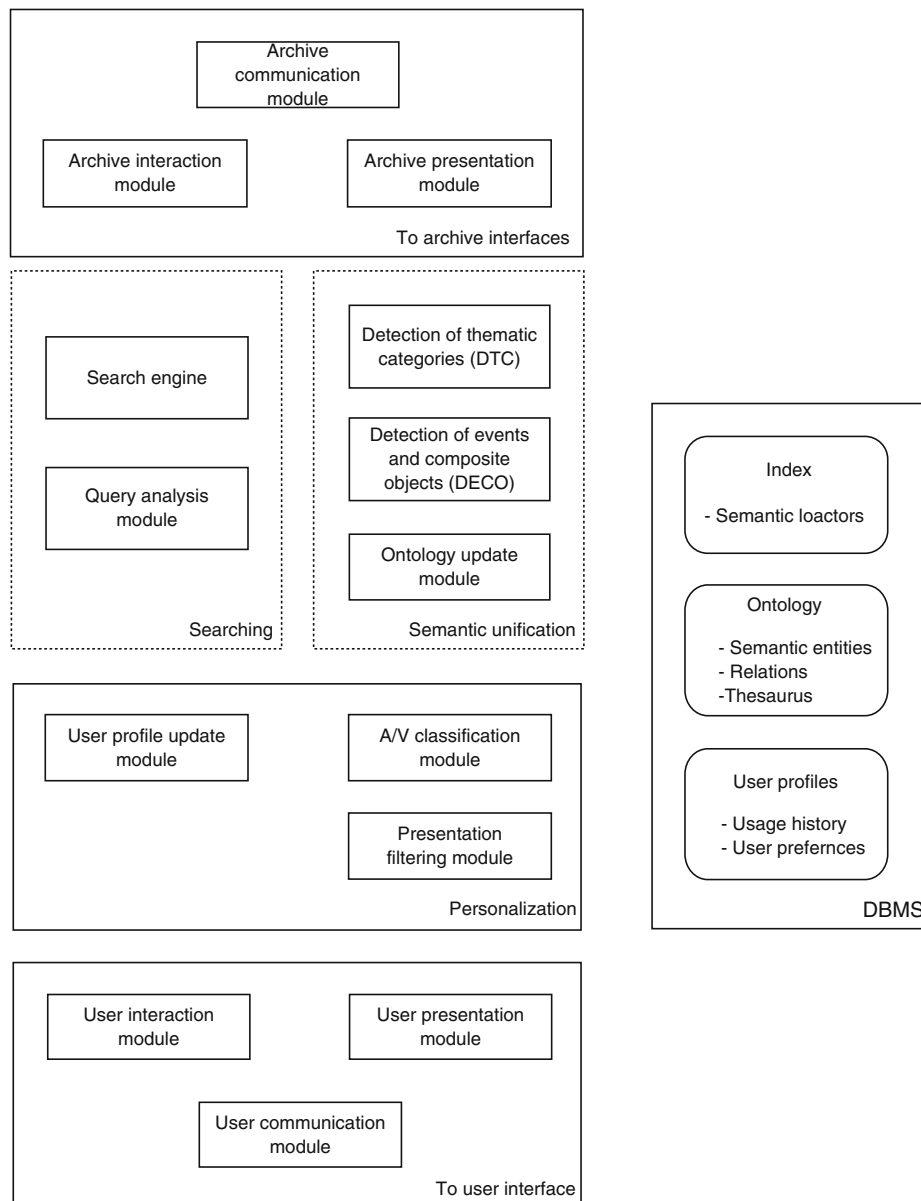 Archive
communication
module
Archive interaction
module
Archive presentation
module
To archive interfaces
Search engine
Query analysis
module
Searching
Detection of thematic
categories (DTC)
Detection of events
and composite
objects (DECO)
Ontology update
module
Semantic unification
User profile update
module
A/V classification
module
Presentation
filtering module
Personalization
User interaction
module
User presentation
module
User communication
module
To user interface
Index
- Semantic loactors
Ontology
- Semantic entities
- Relations
-Thesaurus
User profiles
- Usage history
- User prefernces
DBMS